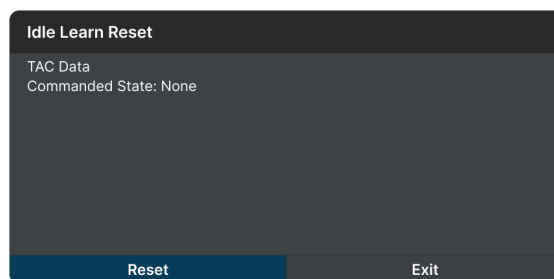 Idle Learn Reset
TAC Data
Commanded State: None
Reset
Exit